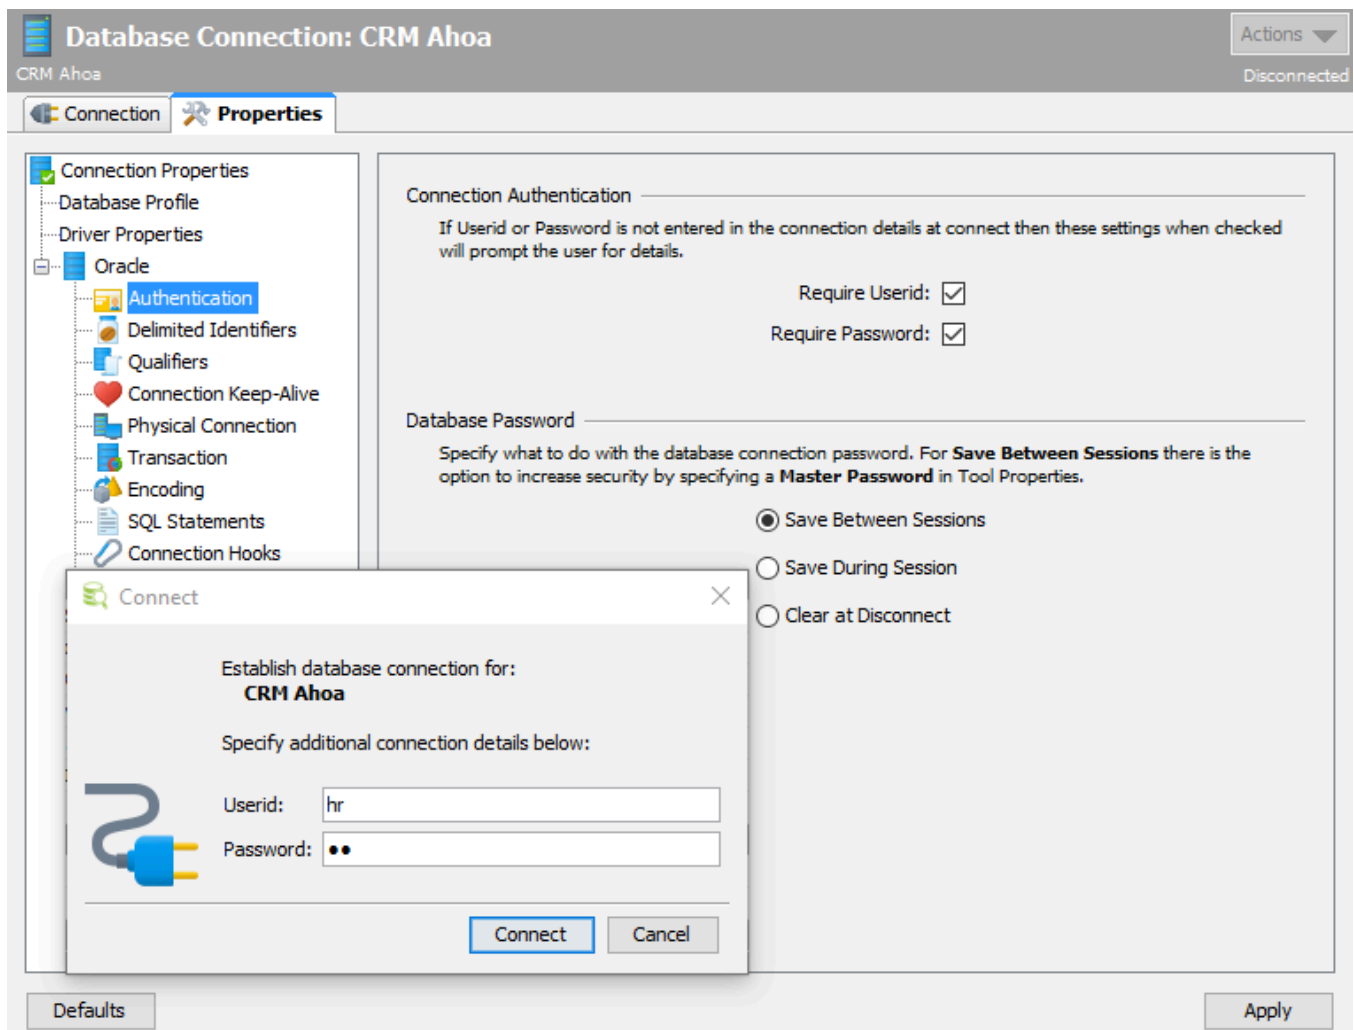 Database Connection: CRM Ahoa
Actions
CRM Ahoa
Disconnected
Connection
Properties
Connection Properties
Database Profile
Driver Properties
Oracle
Authentication
Delimited Identifiers
Qualifiers
Connection Keep-Alive
Physical Connection
Transaction
Encoding
SQL Statements
Connection Hooks
Connection Authentication
If Userid or Password is not entered in the connection details at connect then these settings when checked
will prompt the user for details.
Require Userid:
Require Password:
Database Password
Specify what to do with the database connection password. For Save Between Sessions there is the
option to increase security by specifying a Master Password in Tool Properties.
Save Between Sessions
Save During Session
Clear at Disconnect
Connect
Establish database connection for:
CRM Ahoa
Specify additional connection details below:
Userid: hr
Password: ●●
Connect
Cancel
Defaults
Apply